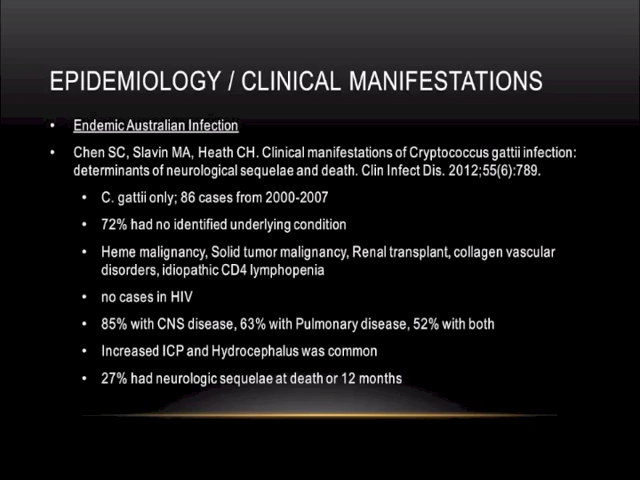 EPIDEMIOLOGY / CLINICAL MANIFESTATIONS
• Endemic Australian Infection
• Chen SC, Slavin MA, Heath CH. Clinical manifestations of Cryptococcus gattii infection:
determinants of neurological sequelae and death. Clin Infect Dis. 2012;55(6):789.
• C. gattii only; 86 cases from 2000-2007
• 72% had no identified underlying condition
• Heme malignancy, Solid tumor malignancy, Renal transplant, collagen vascular
disorders, idiopathic CD4 lymphopenia
• no cases in HIV
• 85% with CNS disease, 63% with Pulmonary disease, 52% with both
• Increased ICP and Hydrocephalus was common
• 27% had neurologic sequelae at death or 12 months